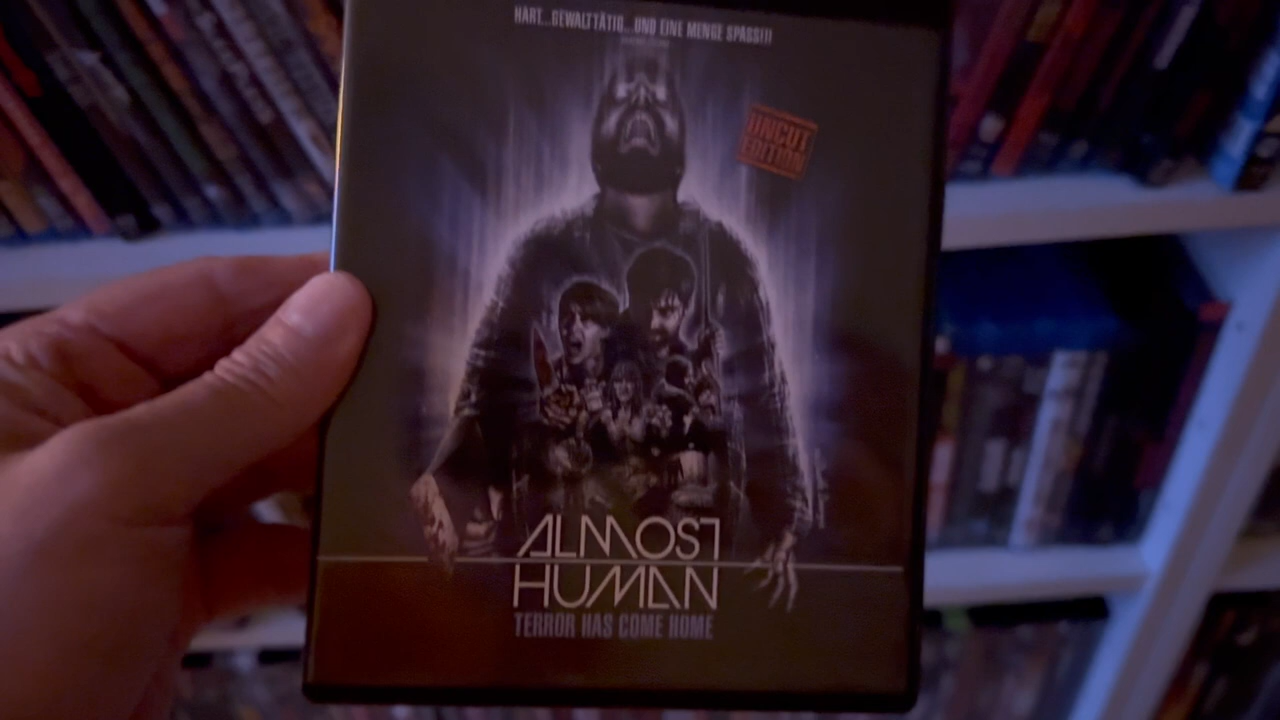 HART...GEWALTTÄTIG...UND EINE MENGE SPASS!!!
UNCUT
EDITION
ALMOST
HUMAN
TERROR HAS COME HOME